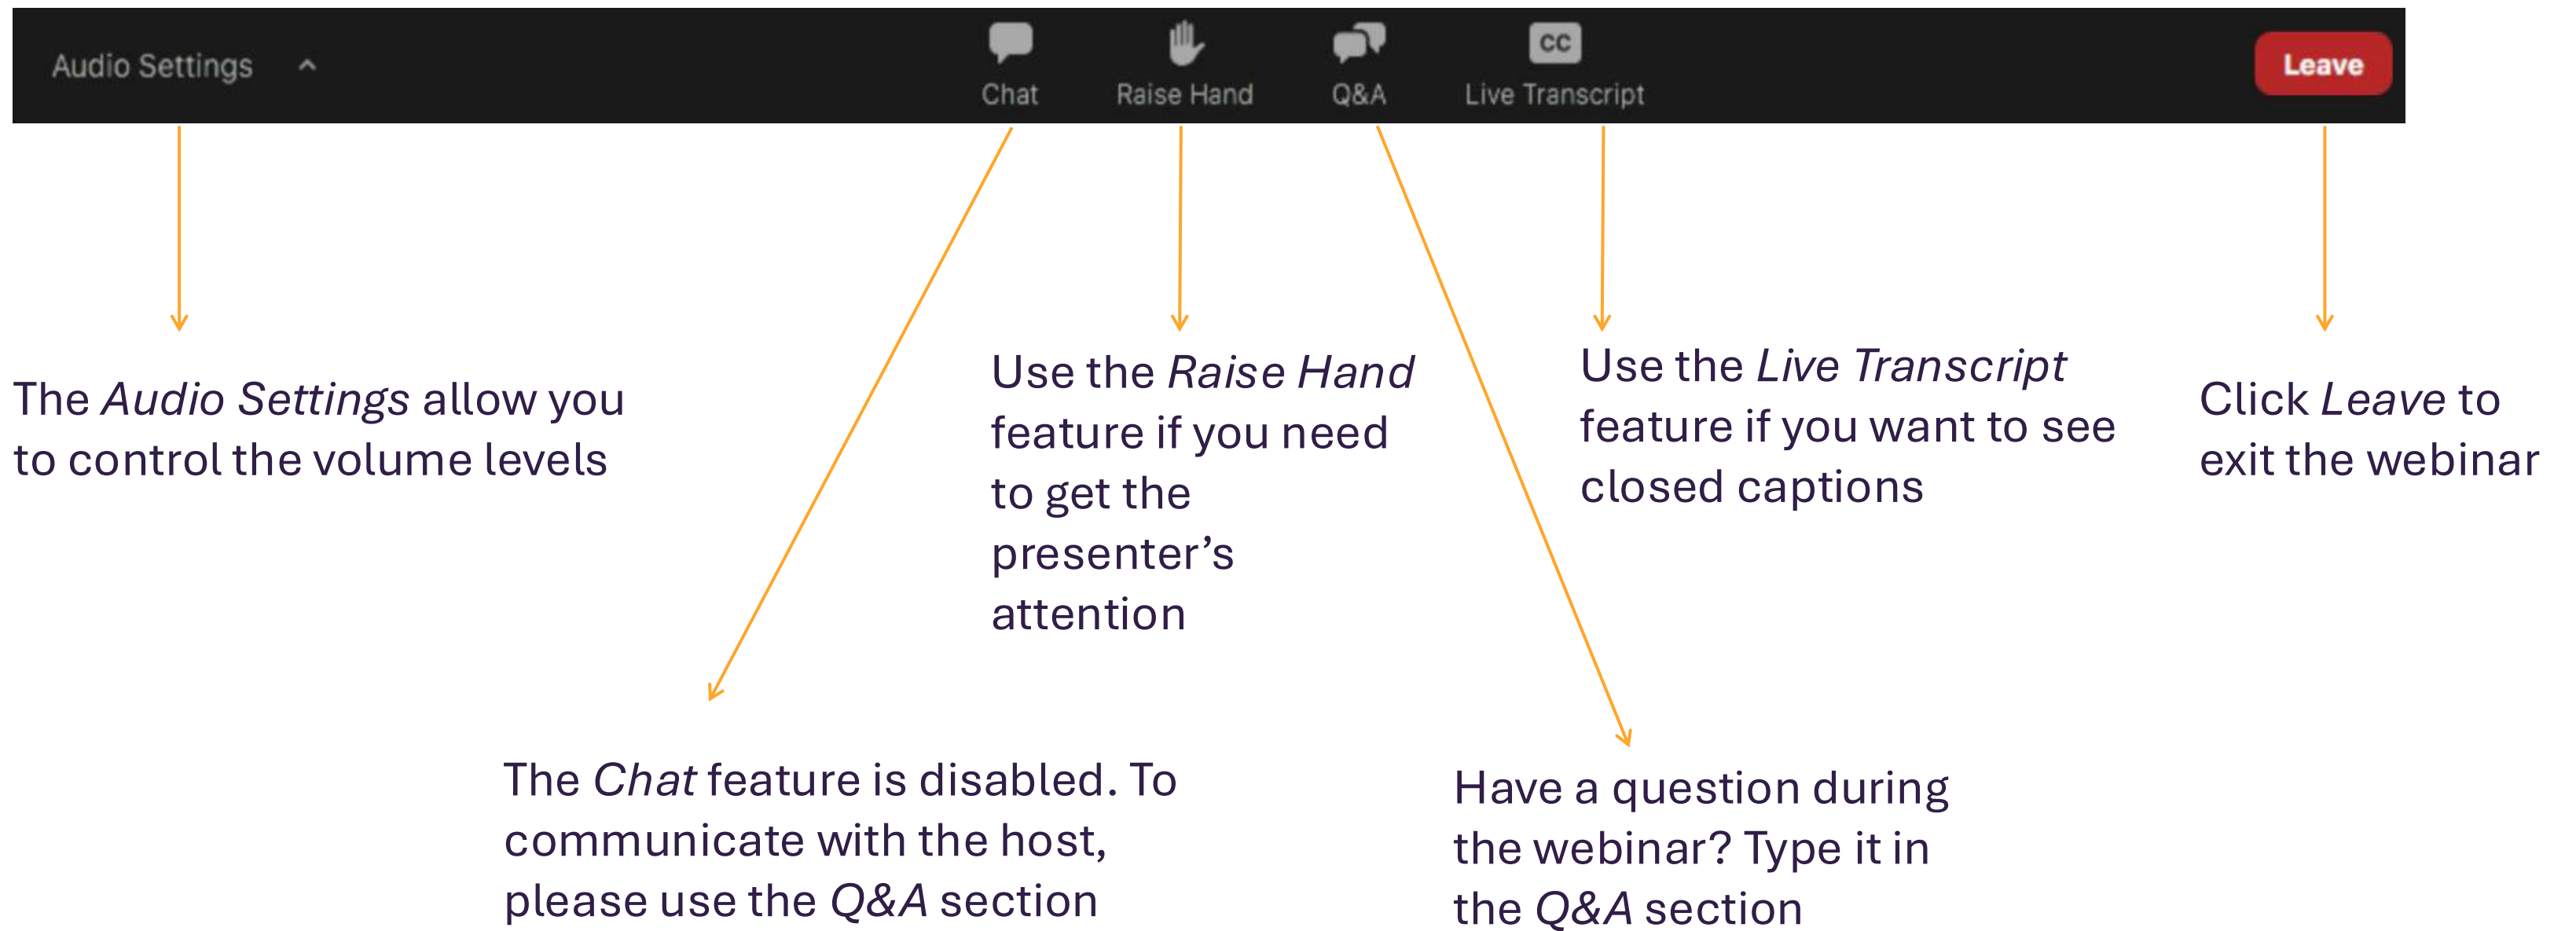 Audio Settings
Chat
Raise Hand
Q&A
CC
Live Transcript
Leave
The Audio Settings allow you
to control the volume levels
Use the Raise Hand
feature if you need
to get the
presenter’s
attention
Use the Live Transcript
feature if you want to see
closed captions
Click Leave to
exit the webinar
The Chat feature is disabled. To
communicate with the host,
please use the Q&A section
Have a question during
the webinar? Type it in
the Q&A section